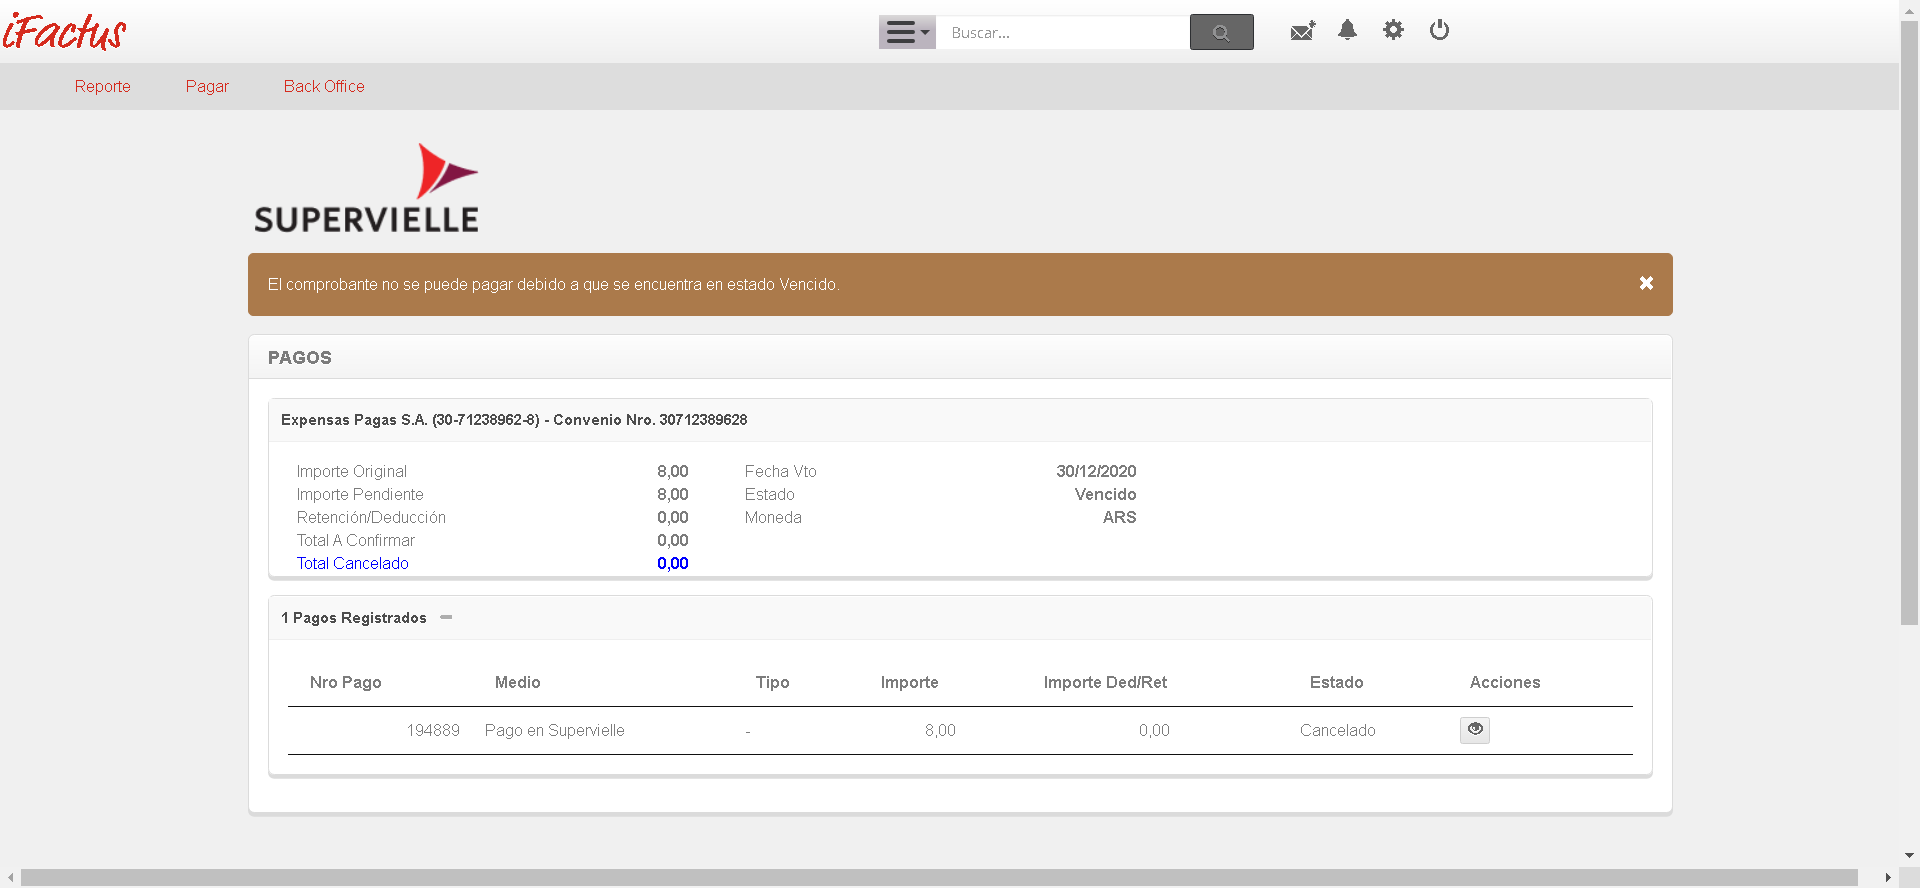 iFactus
Buscar...
Reporte
Pagar
Back Office
SUPERVIELLE
El comprobante no se puede pagar debido a que se encuentra en estado Vencido.
PAGOS
Expensas Pagas S.A. (30-71238962-8) - Convenio Nro. 30712389628
Importe Original 8,00 Fecha Vto 30/12/2020
Importe Pendiente 8,00 Estado Vencido
Retención/Deducción 0,00 Moneda ARS
Total A Confirmar 0,00
Total Cancelado 0,00
1 Pagos Registrados
Nro Pago Medio Tipo Importe Importe Ded/Ret Estado Acciones
194889 Pago en Supervielle - 8,00 0,00 Cancelado